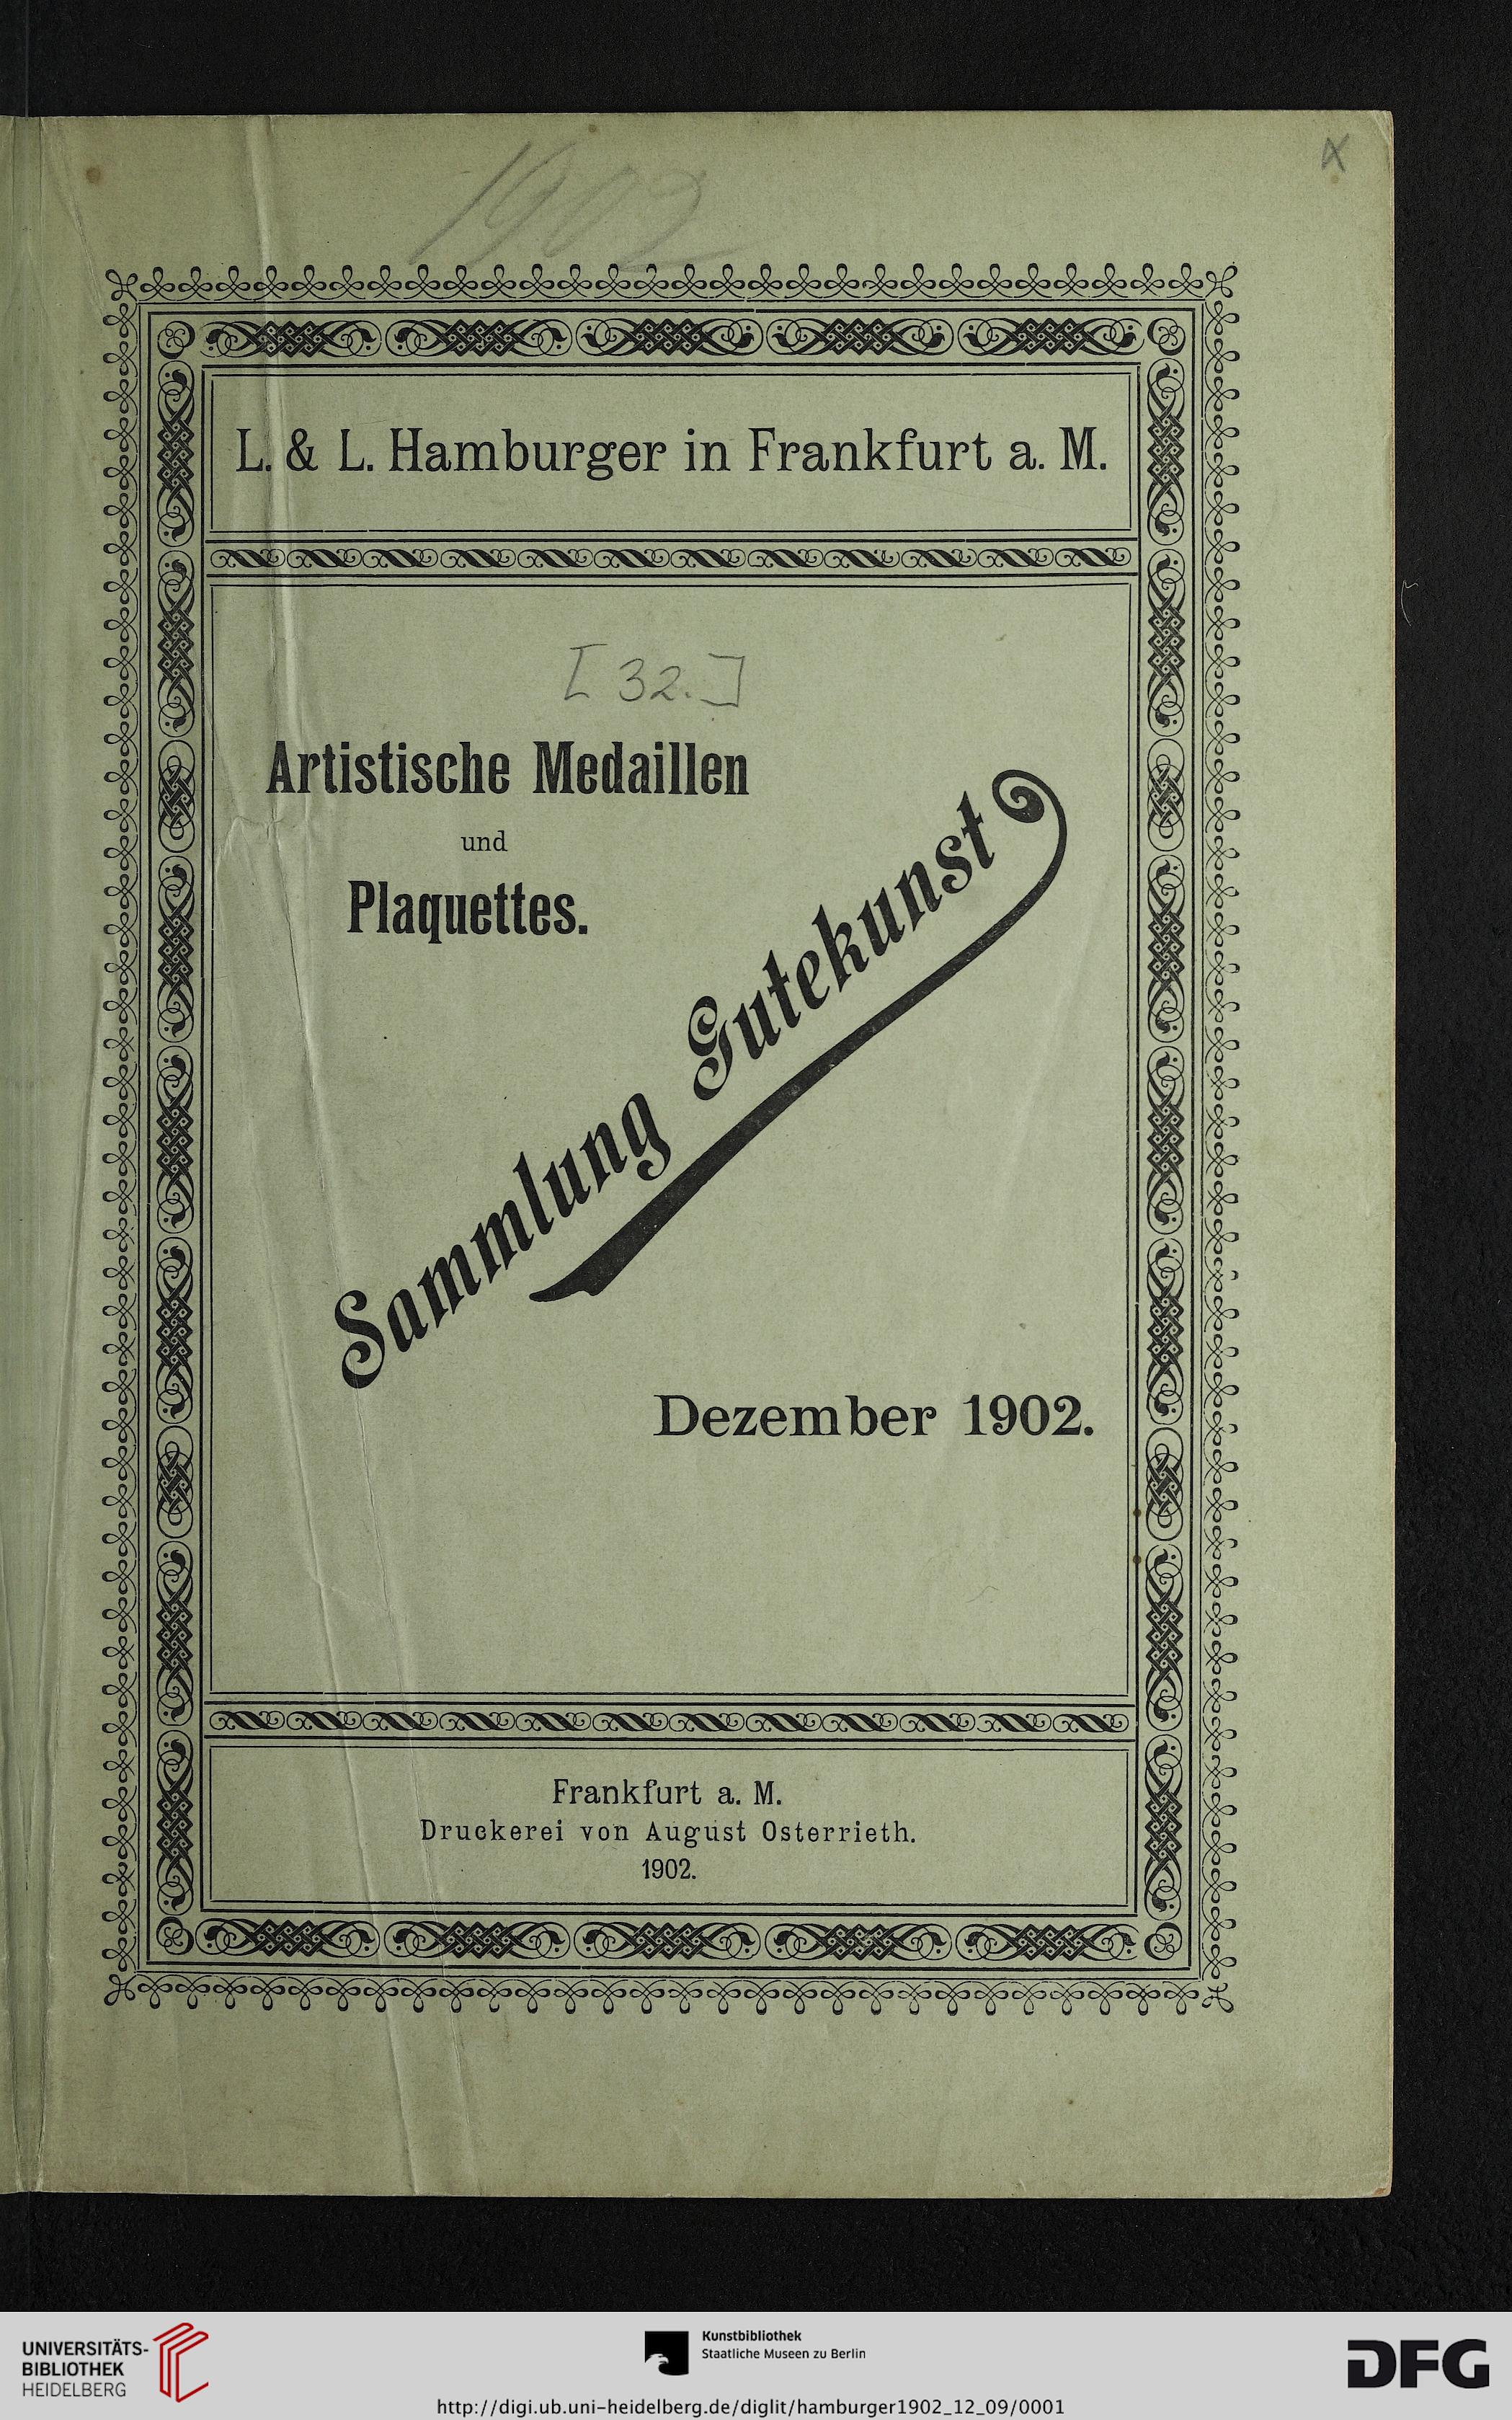 1902
x
L. & L. Hamburger in Frankfurt a. M.
[32.]
Artistische Medaillen
und
Plaquettes.
Sammlung Gutekunst
Dezember 1902.
Frankfurt a. M.
Druckerei von August Osterrieth.
1902.
UNIVERSITÄTS-
BIBLIOTHEK
HEIDELBERG
Kunstbibliothek
Staatliche Museen zu Berlin
DFG
http://digi.ub.uni-heidelberg.de/diglit/hamburger1902_12_09/0001